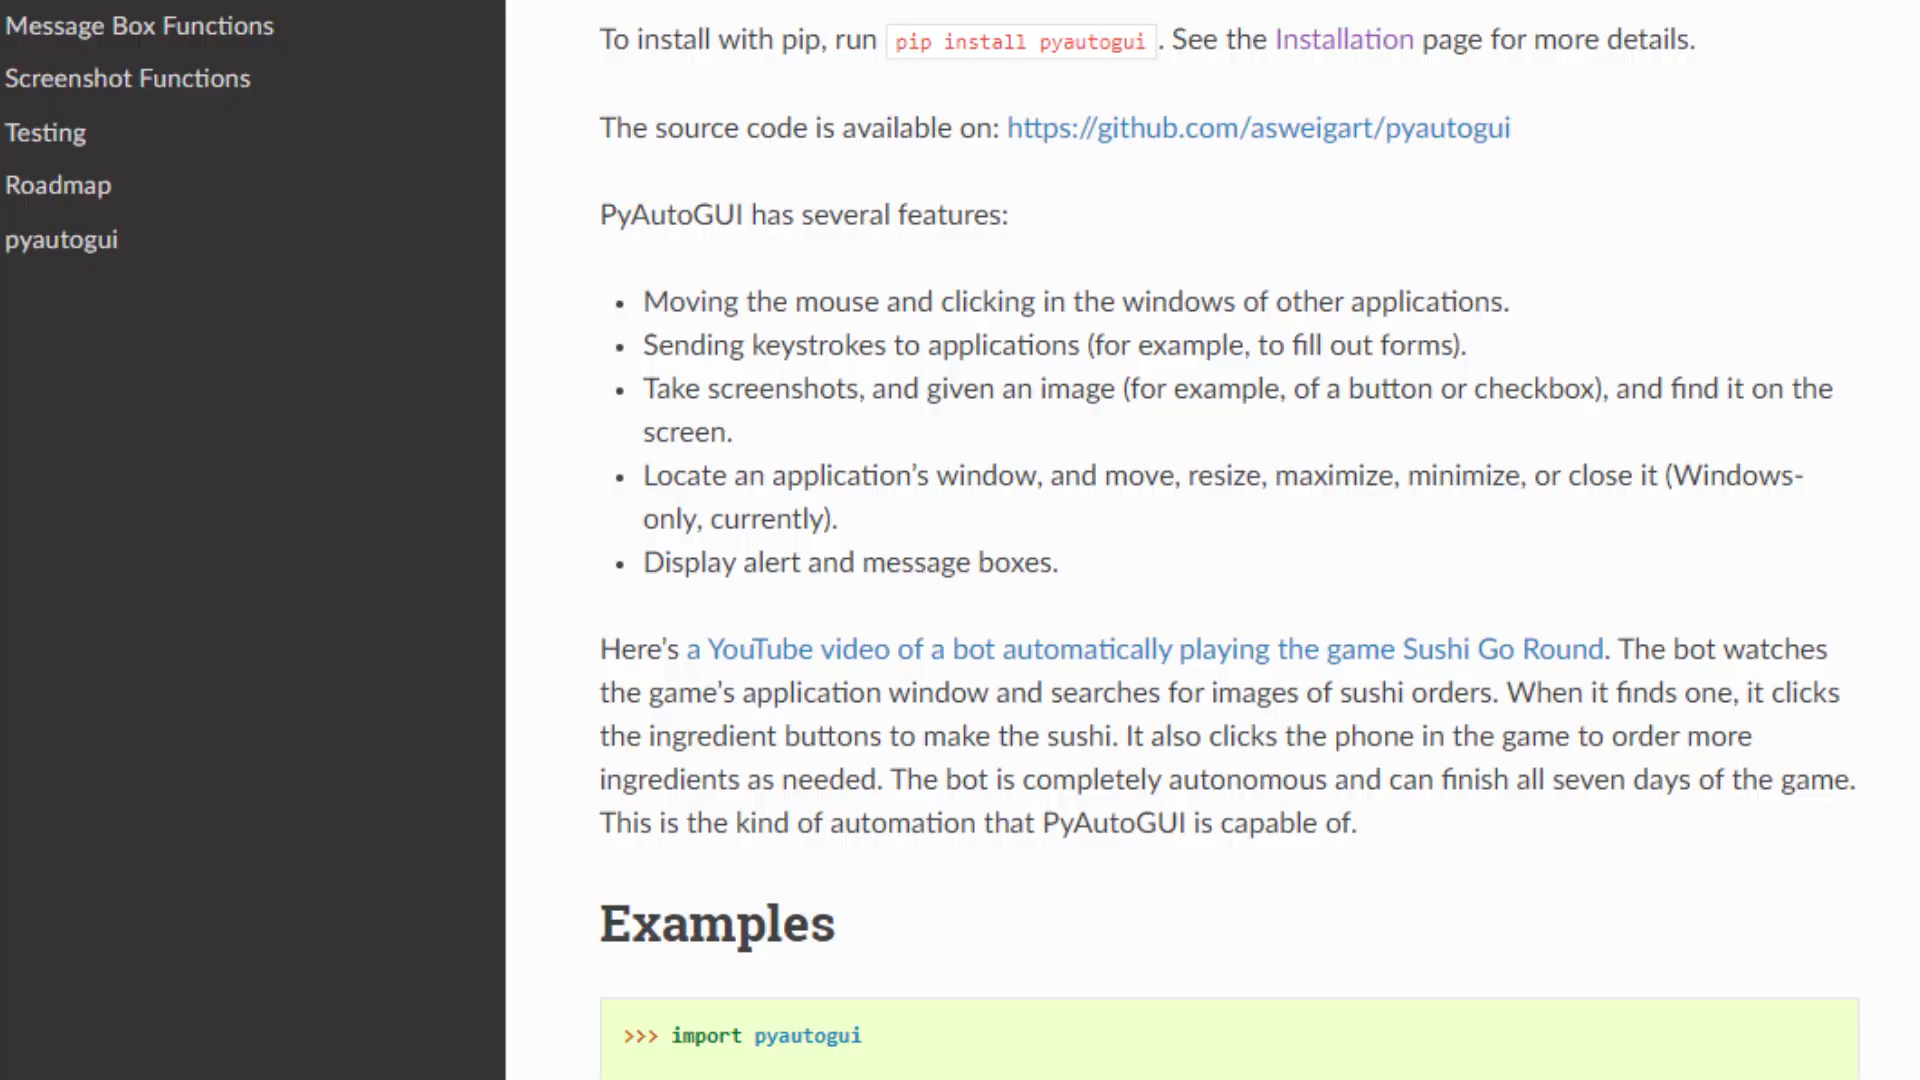 Message Box Functions
Screenshot Functions
Testing
Roadmap
pyautogui
To install with pip, run pip install pyautogui. See the Installation page for more details.
The source code is available on: https://github.com/asweigart/pyautogui
PyAutoGUI has several features:
• Moving the mouse and clicking in the windows of other applications.
• Sending keystrokes to applications (for example, to fill out forms).
• Take screenshots, and given an image (for example, of a button or checkbox), and find it on the
screen.
• Locate an application’s window, and move, resize, maximize, minimize, or close it (Windows-
only, currently).
• Display alert and message boxes.
Here’s a YouTube video of a bot automatically playing the game Sushi Go Round. The bot watches
the game’s application window and searches for images of sushi orders. When it finds one, it clicks
the ingredient buttons to make the sushi. It also clicks the phone in the game to order more
ingredients as needed. The bot is completely autonomous and can finish all seven days of the game.
This is the kind of automation that PyAutoGUI is capable of.
Examples
>>> import pyautogui